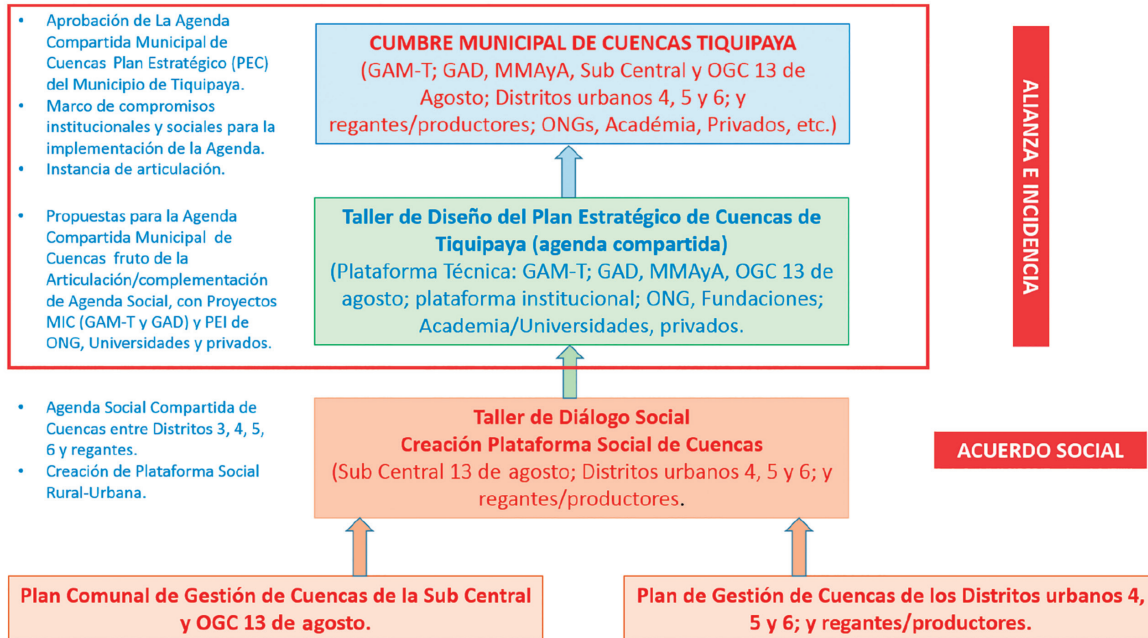 • Aprobación de La Agenda
Compartida Municipal de
Cuencas Plan Estratégico (PEC)
del Municipio de Tiquipaya.
• Marco de compromisos
institucionales y sociales para la
implementación de la Agenda.
• Instancia de articulación.
CUMBRE MUNICIPAL DE CUENCAS TIQUIPAYA
(GAM-T; GAD, MMAyA, Sub Central y OGC 13 de
Agosto; Distritos urbanos 4, 5 y 6; y
regantes/productores; ONGs, Académia, Privados, etc.)
ALIANZA E INCIDENCIA
• Propuestas para la Agenda
Compartida Municipal de
Cuencas fruto de la
Articulación/complementación
de Agenda Social, con Proyectos
MIC (GAM-T y GAD) y PEI de
ONG, Universidades y privados.
Taller de Diseño del Plan Estratégico de Cuencas de
Tiquipaya (agenda compartida)
(Plataforma Técnica: GAM-T; GAD, MMAyA, OGC 13 de
agosto; plataforma institucional; ONG, Fundaciones;
Academia/Universidades, privados.
• Agenda Social Compartida de
Cuencas entre Distritos 3, 4, 5,
6 y regantes.
• Creación de Plataforma Social
Rural-Urbana.
Taller de Diálogo Social
Creación Plataforma Social de Cuencas
(Sub Central 13 de agosto; Distritos urbanos 4, 5 y 6; y
regantes/productores.
ACUERDO SOCIAL
Plan Comunal de Gestión de Cuencas de la Sub Central
y OGC 13 de agosto.
Plan de Gestión de Cuencas de los Distritos urbanos 4,
5 y 6; y regantes/productores.